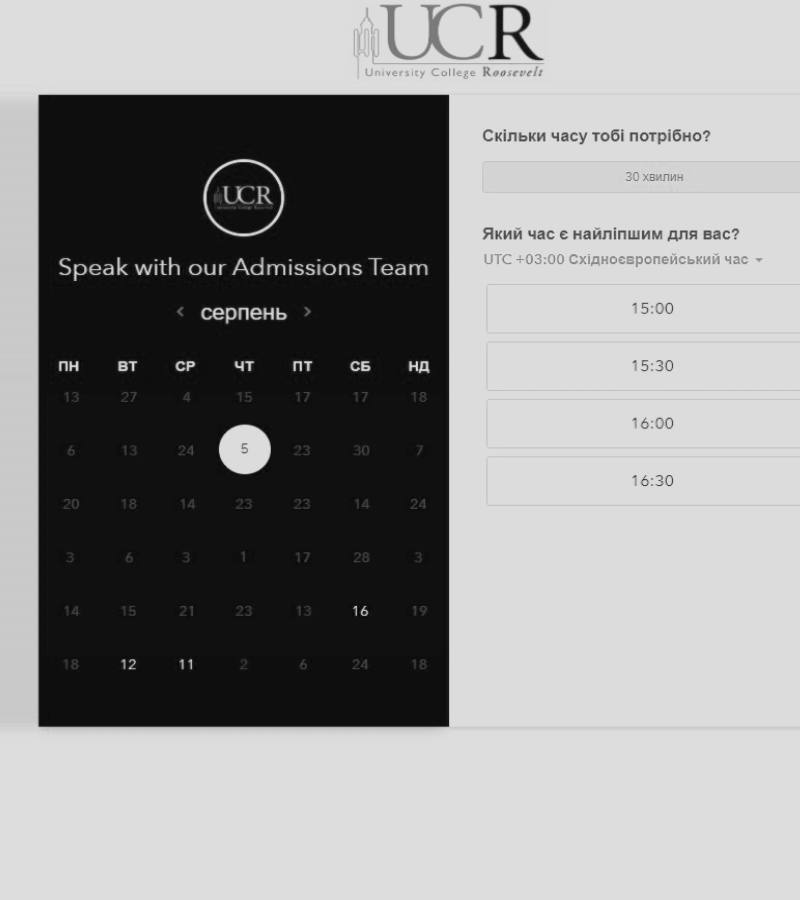 UCR
University College Roosevelt
UCR
Speak with our Admissions Team
серпень
ПН ВТ СР ЧТ ПТ СБ НД
13 27 4 15 17 17 18
6 13 24 5 23 30 7
20 18 14 23 23 14 24
3 6 3 1 17 28 3
14 15 21 23 13 16 19
18 12 11 2 6 24 18
Скільки часу тобі потрібно?
30 хвилин
Який час є найліпшим для вас?
UTC +03:00 Східноєвропейський час
15:00
15:30
16:00
16:30